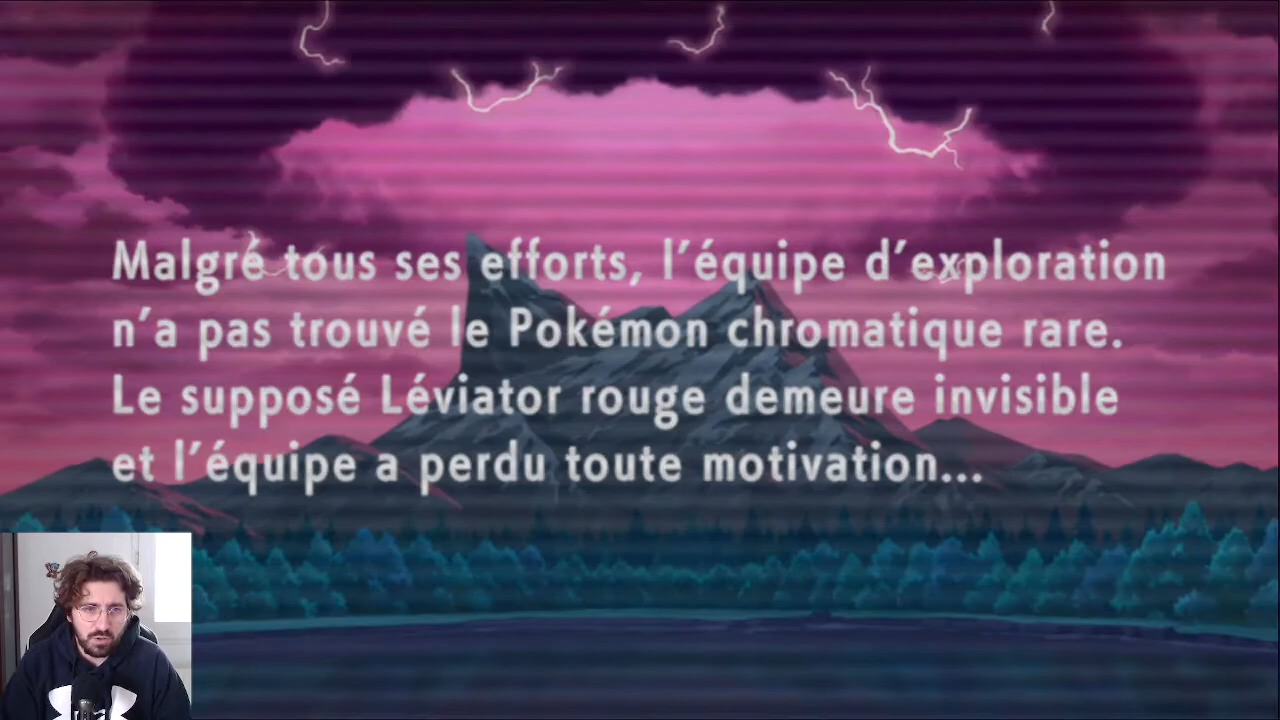 Malgré tous ses efforts, l'équipe d'exploration
n'a pas trouvé le Pokémon chromatique rare.
Le supposé Léviator rouge demeure invisible
et l'équipe a perdu toute motivation...